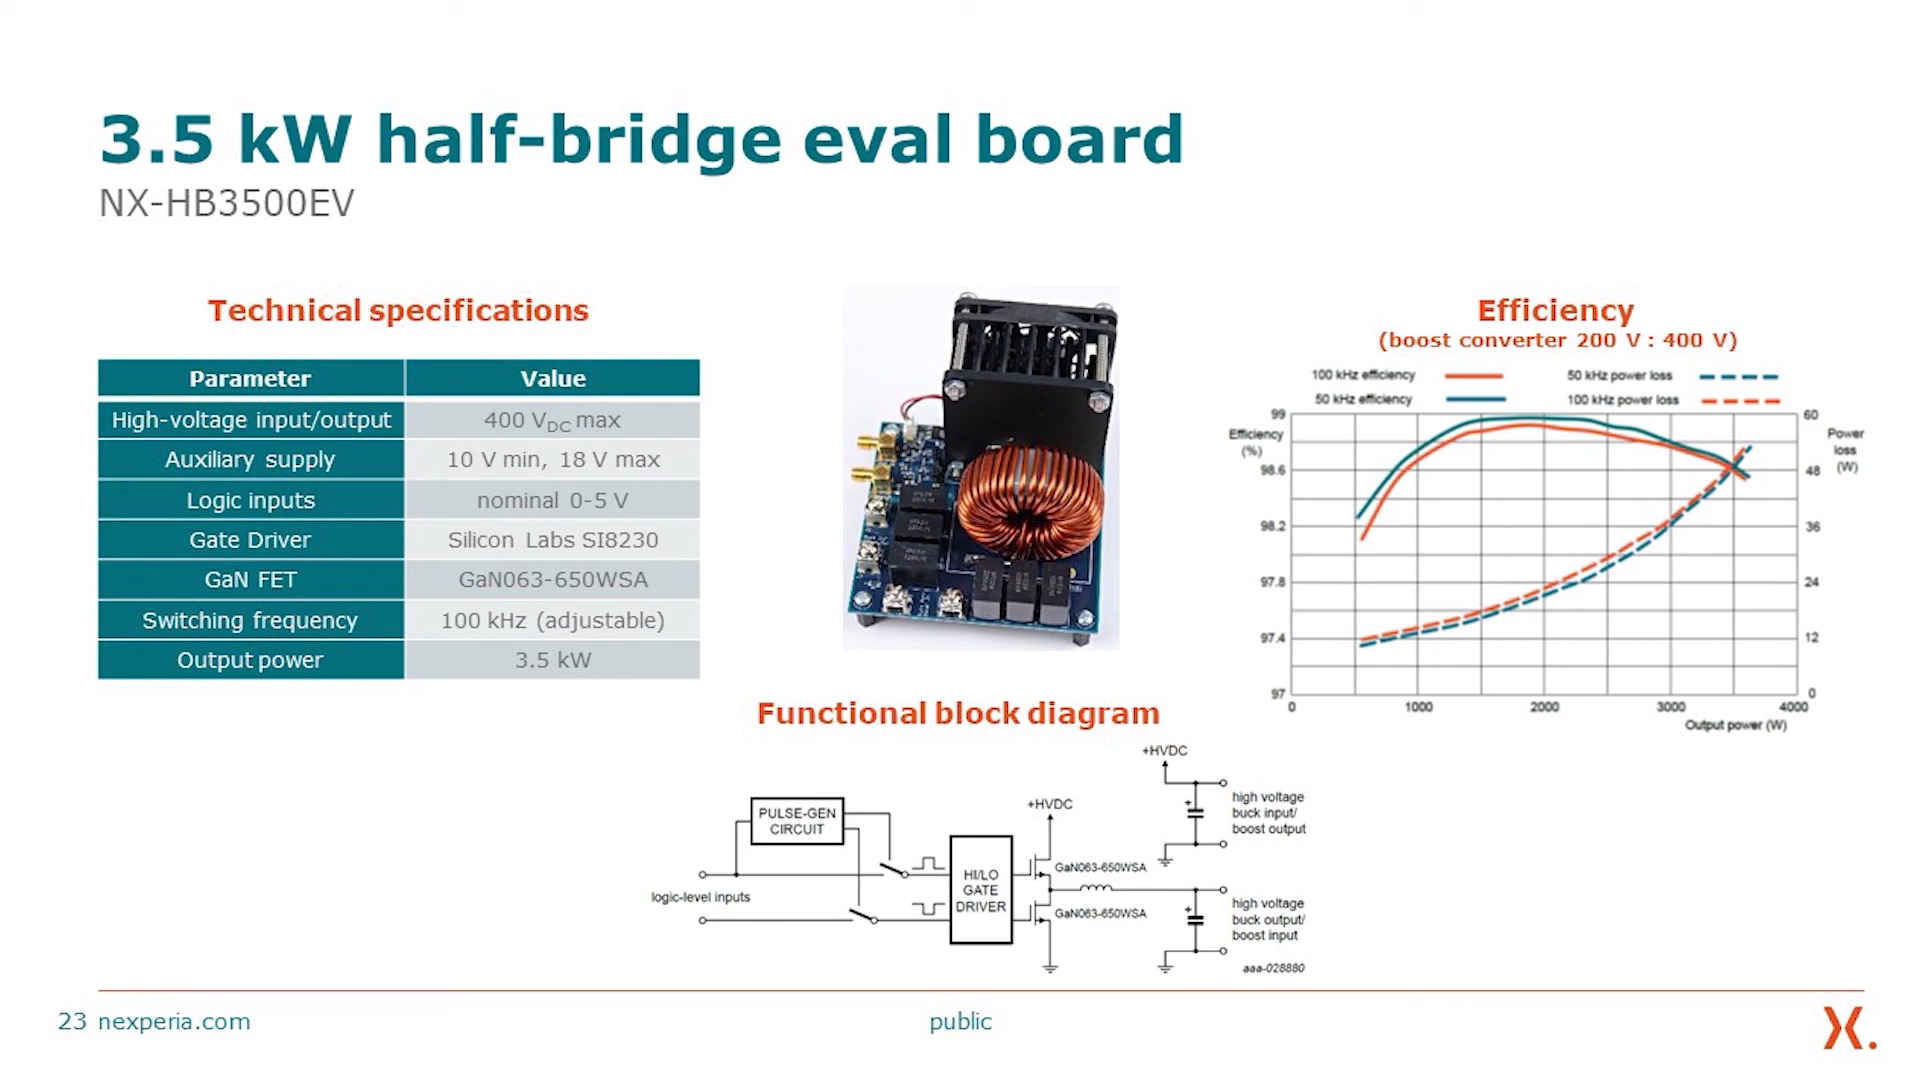 3.5 kW half-bridge eval board
NX-HB3500EV
Technical specifications
Parameter Value
High-voltage input/output 400 VDC max
Auxiliary supply 10 V min, 18 V max
Logic inputs nominal 0-5 V
Gate Driver Silicon Labs SI8230
GaN FET GaN063-650WSA
Switching frequency 100 kHz (adjustable)
Output power 3.5 kW
Efficiency
(boost converter 200 V : 400 V)
100 kHz efficiency 50 kHz power loss
50 kHz efficiency 100 kHz power loss
Efficiency
(%)
99
98.6
98.2
97.8
97.4
97
Power
loss
(W)
60
48
36
24
12
0
0 1000 2000 3000 4000
Output power (W)
Functional block diagram
PULSE-GEN
CIRCUIT
logic-level inputs
HI/LO
GATE
DRIVER
+HVDC
GaN063-650WSA
GaN063-650WSA
+HVDC
+
high voltage
buck input/
boost output
+
high voltage
buck output/
boost input
aaa-028880
23 nexperia.com
public